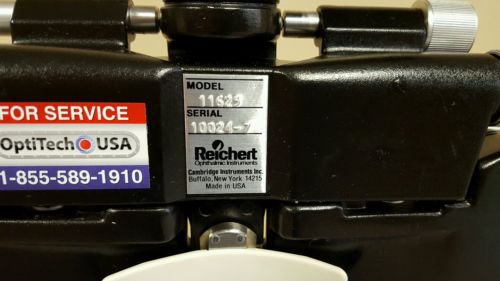 FOR SERVICE
OptiTech USA
1-855-589-1910
MODEL
11625
SERIAL
10024-7
Reichert
Ophthalmic Instruments
Cambridge Instruments Inc.
Buffalo, New York 14215
Made in USA